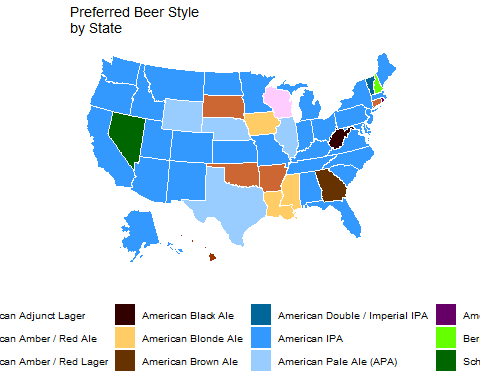 Preferred Beer Style
by State
can Adjunct Lager
American Black Ale
American Double / Imperial IPA
Ame
can Amber / Red Ale
American Blonde Ale
American IPA
Ber
can Amber / Red Lager
American Brown Ale
American Pale Ale (APA)
Sch